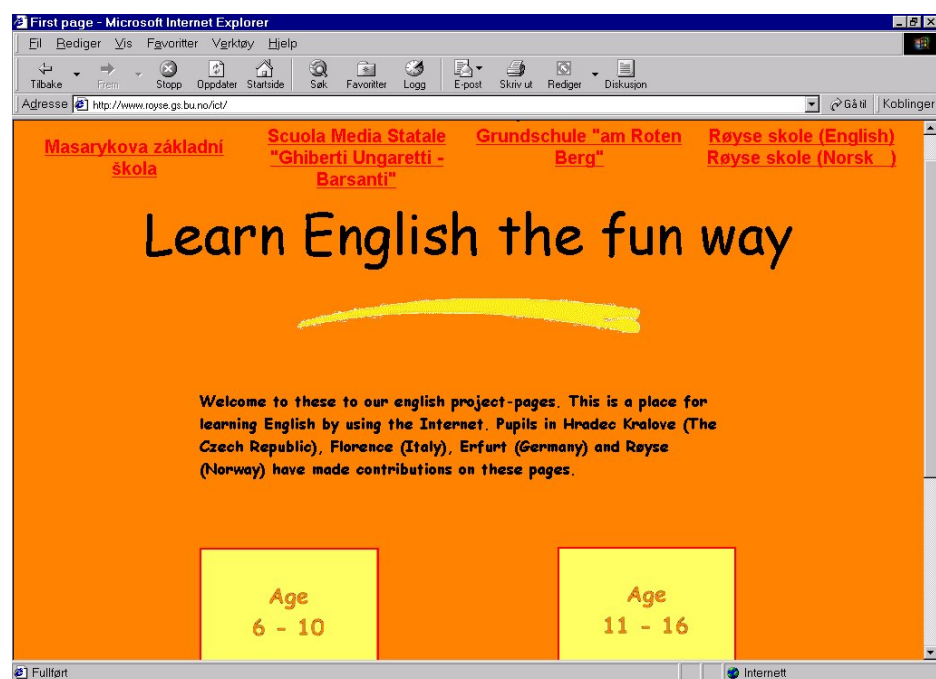 First page - Microsoft Internet Explorer
Fil Rediger Vis Favoritter Verktøy Hjelp
Tilbake Frem Stopp Oppdater Startside Søk Favoritter Logg E-post Skriv ut Rediger Diskusjon
Adresse http://www.royse.gs.bu.no/ict/ Gå til Koblinger
Masarykova základní
škola
Scuola Media Statale
"Ghiberti Ungaretti -
Barsanti"
Grundschule "am Roten
Berg"
Røyse skole (English)
Røyse skole (Norsk )
Learn English the fun way
Welcome to these to our english project-pages. This is a place for
learning English by using the Internet. Pupils in Hradec Kralove (The
Czech Republic), Florence (Italy), Erfurt (Germany) and Røyse
(Norway) have made contributions on these pages.
Age
6 - 10
Age
11 - 16
Fullført Internett